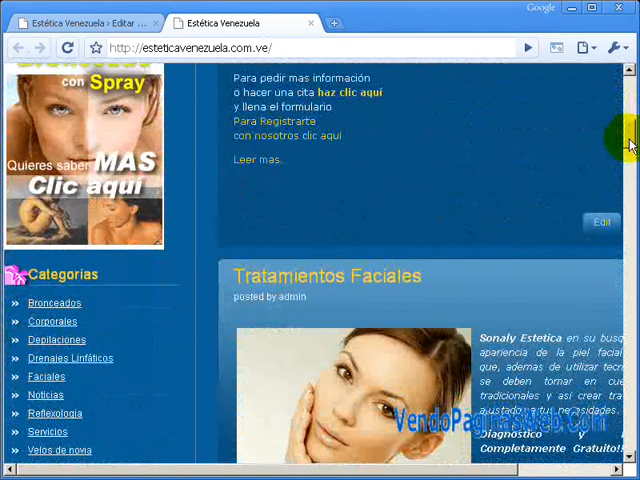 Google
Estética Venezuela › Editar ...
Estética Venezuela
http://esteticavenezuela.com.ve/
con Spray
Quieres saber MAS
Clic aquí
Para pedir mas información
o hacer una cita haz clic aquí
y llena el formulario
Para Registrarte
con nosotros clic aquí
Leer mas..
Edit
Categorias
Bronceados
Corporales
Depilaciones
Drenales Linfáticos
Faciales
Noticias
Reflexologia
Servicios
Velos de novia
Tratamientos Faciales
posted by admin
Sonaly Estetica en su busq
apariencia de la piel facial
que, ademas de utilizar tecn
se deben tomar en cue
tradicionales y asi crear tra
ajustado a tus necesidades.
Diagnostico y
Completamente Gratuito!!
VendoPaginasWeb.Com